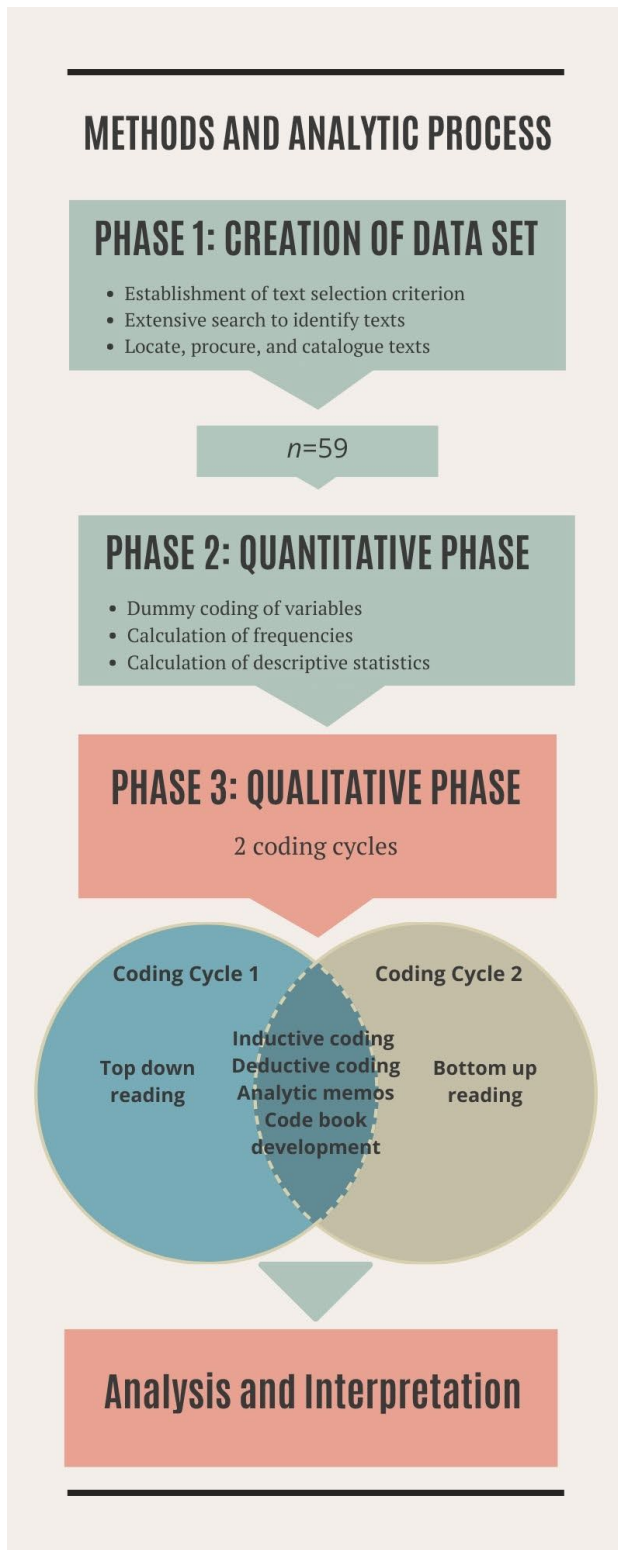 METHODS AND ANALYTIC PROCESS
PHASE 1: CREATION OF DATA SET
• Establishment of text selection criterion
• Extensive search to identify texts
• Locate, procure, and catalogue texts
n=59
PHASE 2: QUANTITATIVE PHASE
• Dummy coding of variables
• Calculation of frequencies
• Calculation of descriptive statistics
PHASE 3: QUALITATIVE PHASE
2 coding cycles
Coding Cycle 1
Top down
reading
Inductive coding
Deductive coding
Analytic memos
Code book
development
Coding Cycle 2
Bottom up
reading
Analysis and Interpretation